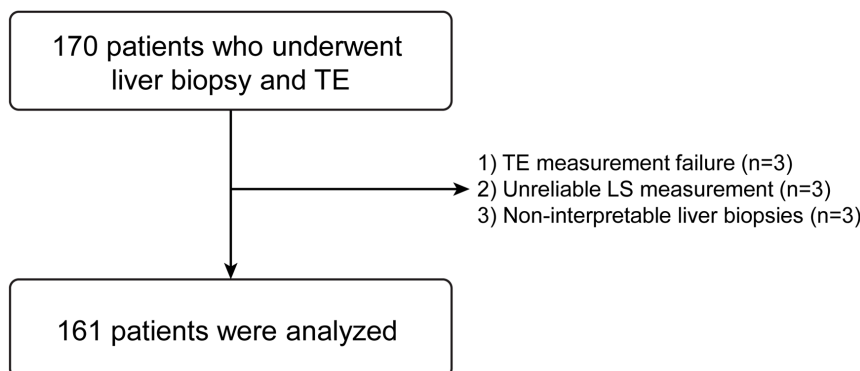 170 patients who underwent
liver biopsy and TE
1) TE measurement failure (n=3)
2) Unreliable LS measurement (n=3)
3) Non-interpretable liver biopsies (n=3)
161 patients were analyzed